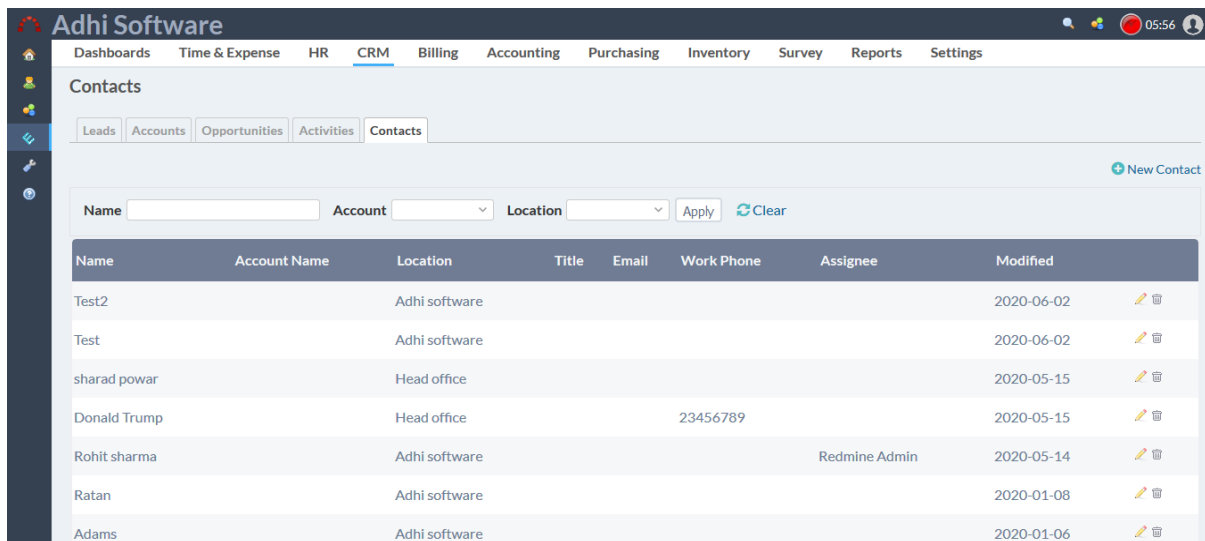 Adhi Software 05:56
Dashboards Time & Expense HR CRM Billing Accounting Purchasing Inventory Survey Reports Settings
Contacts
Leads Accounts Opportunities Activities Contacts
New Contact
Name Account Location Apply Clear
Name Account Name Location Title Email Work Phone Assignee Modified
Test2 Adhi software 2020-06-02
Test Adhi software 2020-06-02
sharad powar Head office 2020-05-15
Donald Trump Head office 23456789 2020-05-15
Rohit sharma Adhi software Redmine Admin 2020-05-14
Ratan Adhi software 2020-01-08
Adams Adhi software 2020-01-06